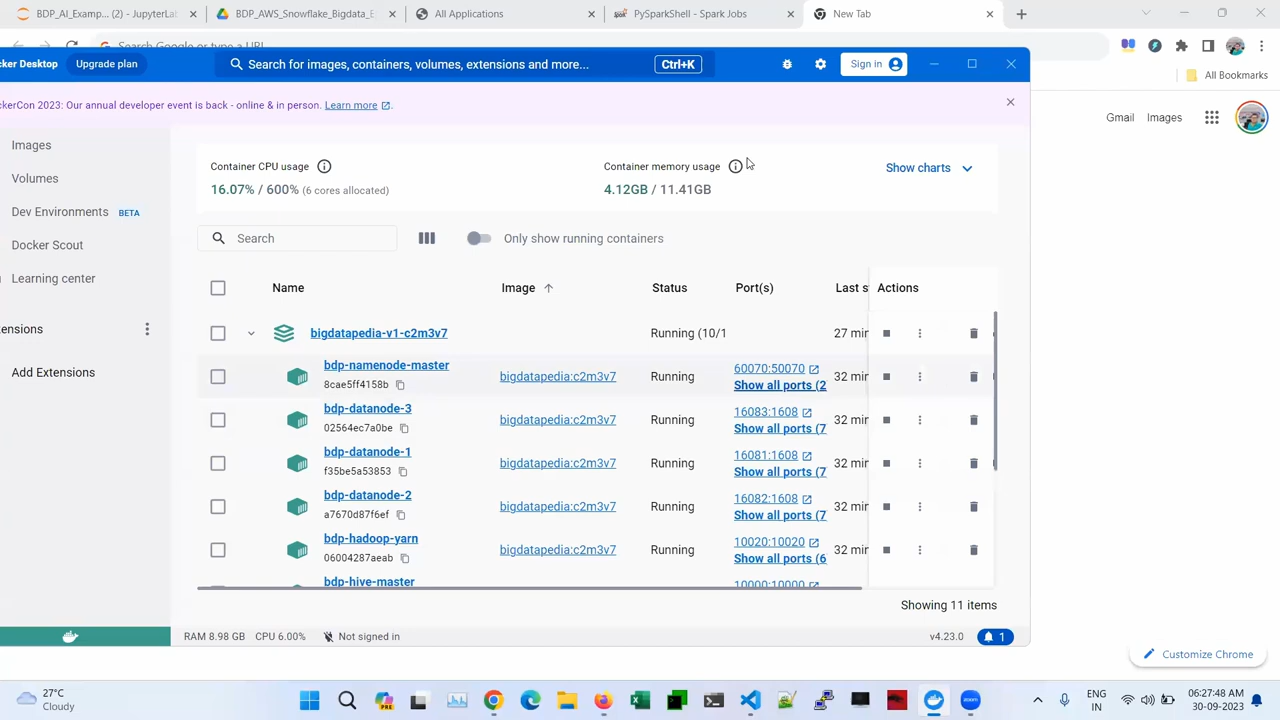 BDP_AI_Exam... (2) - JupyterLab
BDP_AWS_Snowflake_Bigdata_E
All Applications
PySparkShell - Spark Jobs
New Tab
Search Google or type a URL
All Bookmarks
cker Desktop
Upgrade plan
Search for images, containers, volumes, extensions and more...
Ctrl+K
Sign in
ckerCon 2023: Our annual developer event is back - online & in person. Learn more
Gmail
Images
Images
Volumes
Dev Environments BETA
Docker Scout
Learning center
ensions
Add Extensions
Container CPU usage
16.07% / 600% (6 cores allocated)
Container memory usage
4.12GB / 11.41GB
Show charts
Search
Only show running containers
Name Image Status Port(s) Last s Actions
bigdatapedia-v1-c2m3v7 Running (10/1 27 min
bdp-namenode-master
8cae5ff4158b
bigdatapedia:c2m3v7 Running
60070:50070
Show all ports (2
32 min
bdp-datanode-3
02564ec7a0be
bigdatapedia:c2m3v7 Running
16083:1608
Show all ports (7
32 min
bdp-datanode-1
f35be5a53853
bigdatapedia:c2m3v7 Running
16081:1608
Show all ports (7
32 min
bdp-datanode-2
a7670d87f6ef
bigdatapedia:c2m3v7 Running
16082:1608
Show all ports (7
32 min
bdp-hadoop-yarn
06004287aeab
bigdatapedia:c2m3v7 Running
10020:10020
Show all ports (6
32 min
bdp-hive-master
10000:10000
Showing 11 items
RAM 8.98 GB CPU 6.00% Not signed in
v4.23.0
1
Customize Chrome
27°C
Cloudy
ENG
IN
06:27:48 AM
30-09-2023